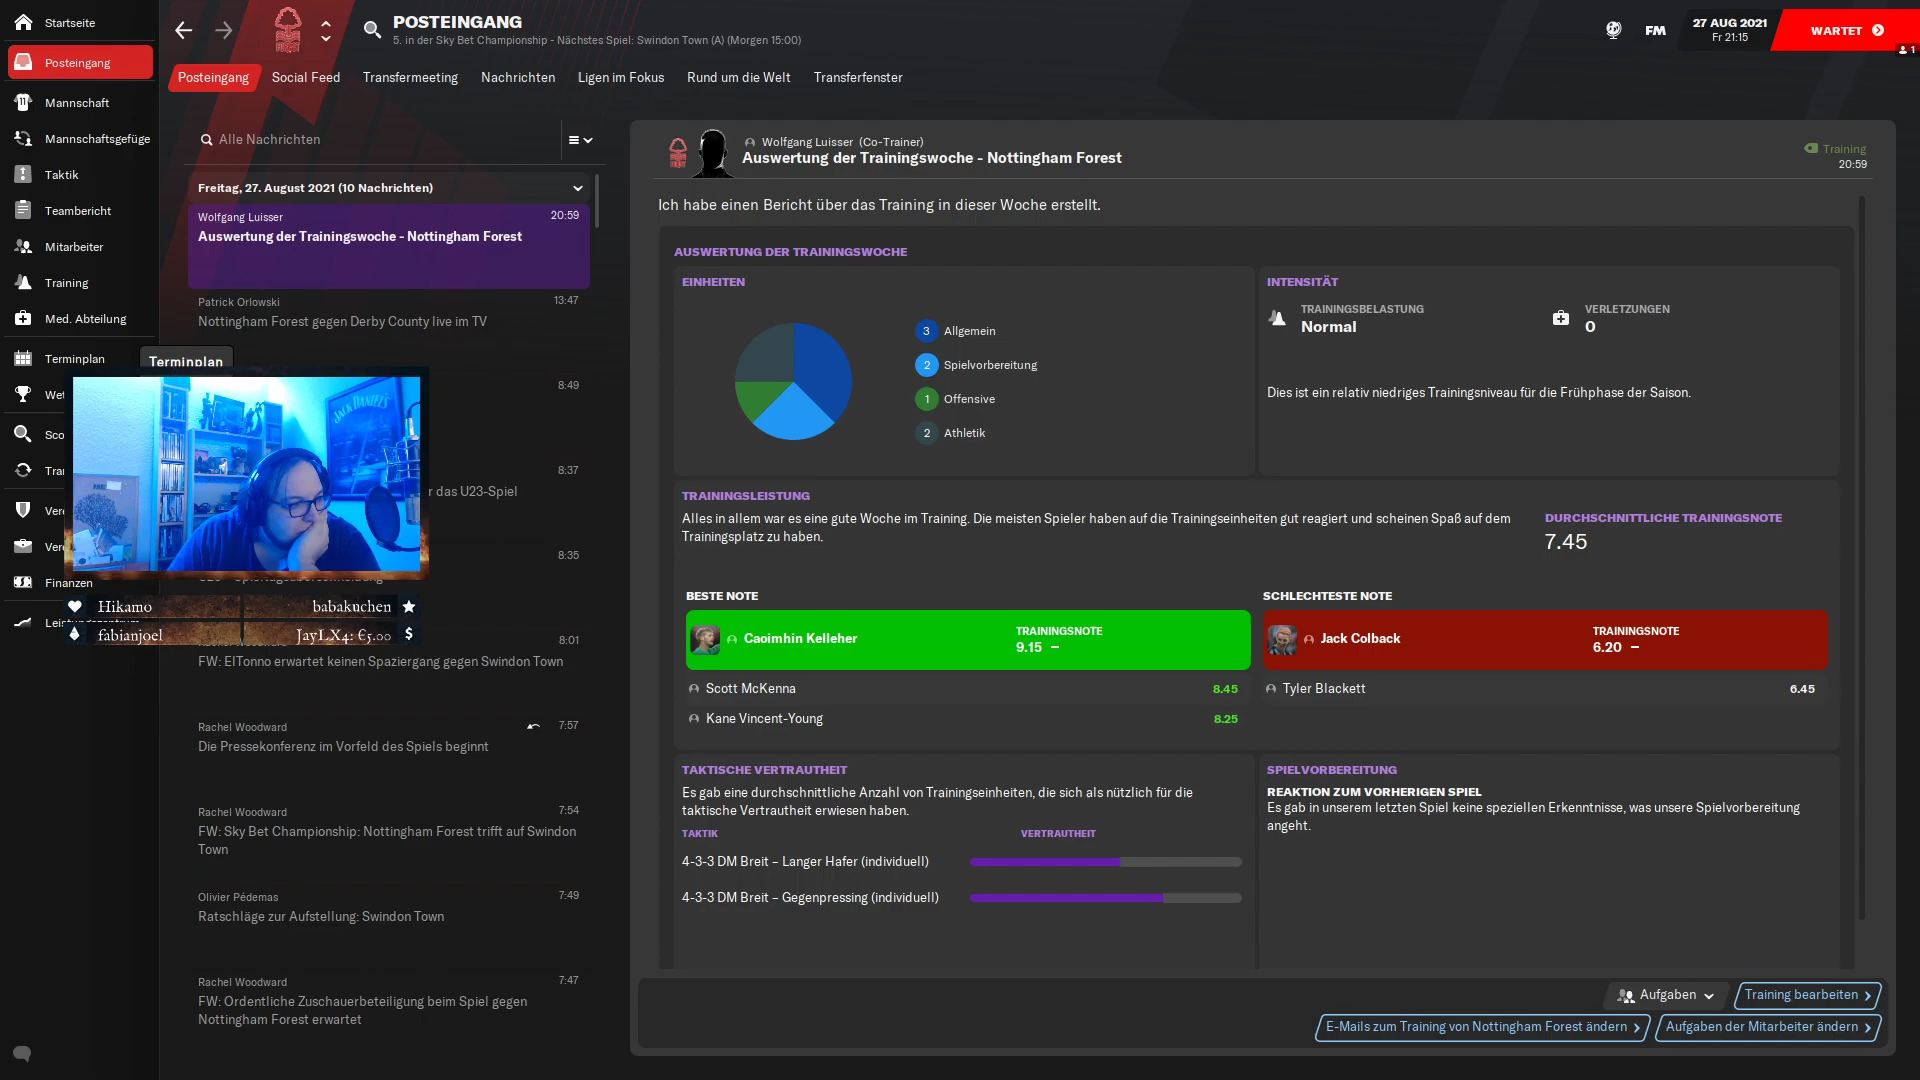 Startseite
Posteingang
Mannschaft
Mannschaftsgefüge
Taktik
Teambericht
Mitarbeiter
Training
Med. Abteilung
Terminplan
Terminplan
Finanzen
POSTEINGANG
5. in der Sky Bet Championship - Nächstes Spiel: Swindon Town (A) (Morgen 15:00)
FM
27 AUG 2021
Fr 21:15
WARTET
1
Posteingang Social Feed Transfermeeting Nachrichten Ligen im Fokus Rund um die Welt Transferfenster
Alle Nachrichten
Freitag, 27. August 2021 (10 Nachrichten)
Wolfgang Luisser 20:59
Auswertung der Trainingswoche - Nottingham Forest
Patrick Orlowski 13:47
Nottingham Forest gegen Derby County live im TV
8:49
8:37
r das U23-Spiel
8:35
Hikamo babakuchen
fabianjoel JayLX4: €5.00
8:01
FW: ElTonno erwartet keinen Spaziergang gegen Swindon Town
Rachel Woodward 7:57
Die Pressekonferenz im Vorfeld des Spiels beginnt
Rachel Woodward 7:54
FW: Sky Bet Championship: Nottingham Forest trifft auf Swindon
Town
Olivier Pédemas 7:49
Ratschläge zur Aufstellung: Swindon Town
Rachel Woodward 7:47
FW: Ordentliche Zuschauerbeteiligung beim Spiel gegen
Nottingham Forest erwartet
Wolfgang Luisser (Co-Trainer)
Auswertung der Trainingswoche - Nottingham Forest
Training
20:59
Ich habe einen Bericht über das Training in dieser Woche erstellt.
AUSWERTUNG DER TRAININGSWOCHE
EINHEITEN
3 Allgemein
2 Spielvorbereitung
1 Offensive
2 Athletik
INTENSITÄT
TRAININGSBELASTUNG
Normal
VERLETZUNGEN
0
Dies ist ein relativ niedriges Trainingsniveau für die Frühphase der Saison.
TRAININGSLEISTUNG
Alles in allem war es eine gute Woche im Training. Die meisten Spieler haben auf die Trainingseinheiten gut reagiert und scheinen Spaß auf dem
Trainingsplatz zu haben.
DURCHSCHNITTLICHE TRAININGSNOTE
7.45
BESTE NOTE
Caoimhin Kelleher
TRAININGSNOTE
9.15 –
Scott McKenna 8.45
Kane Vincent-Young 8.25
SCHLECHTESTE NOTE
Jack Colback
TRAININGSNOTE
6.20 –
Tyler Blackett 6.45
TAKTISCHE VERTRAUTHEIT
Es gab eine durchschnittliche Anzahl von Trainingseinheiten, die sich als nützlich für die
taktische Vertrautheit erwiesen haben.
TAKTIK VERTRAUTHEIT
4-3-3 DM Breit – Langer Hafer (individuell)
4-3-3 DM Breit – Gegenpressing (individuell)
SPIELVORBEREITUNG
REAKTION ZUM VORHERIGEN SPIEL
Es gab in unserem letzten Spiel keine speziellen Erkenntnisse, was unsere Spielvorbereitung
angeht.
Aufgaben
Training bearbeiten
E-Mails zum Training von Nottingham Forest ändern
Aufgaben der Mitarbeiter ändern